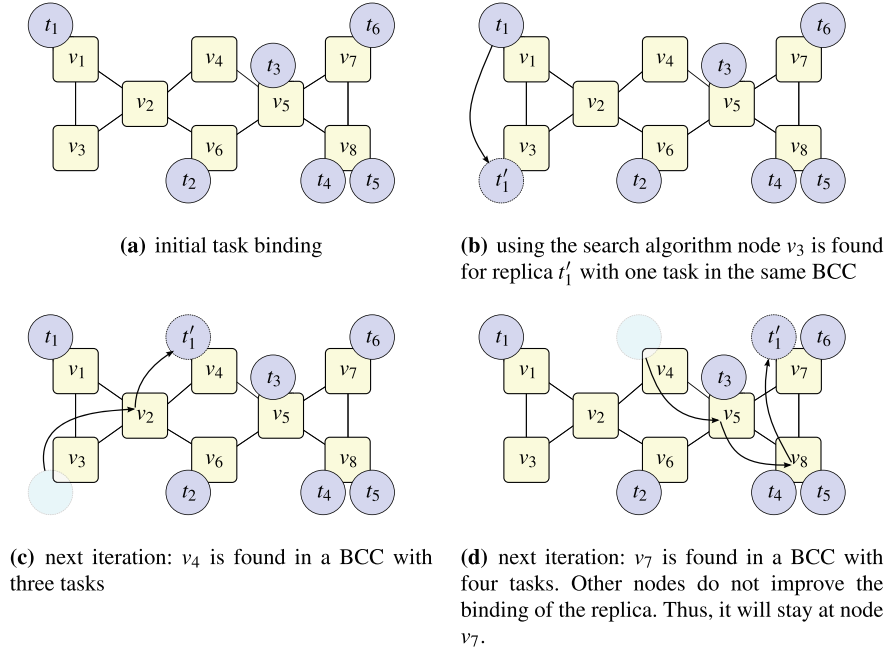 t1 t6 t1 t6
v1 v4 t3 v7 v1 v4 t3 v7
v2 v5 v2 v5
v3 v6 v8 v3 v6 v8
t2 t4 t5 t′1 t2 t4 t5
(a) initial task binding
(b) using the search algorithm node v3 is found
for replica t′1 with one task in the same BCC
t1 t′1 t6 t1 t′1 t6
v1 v4 t3 v7 v1 v4 t3 v7
v2 v5 v2 v5
v3 v6 v8 v3 v6 v8
t2 t4 t5 t2 t4 t5
(c) next iteration: v4 is found in a BCC with
three tasks
(d) next iteration: v7 is found in a BCC with
four tasks. Other nodes do not improve the
binding of the replica. Thus, it will stay at node
v7.